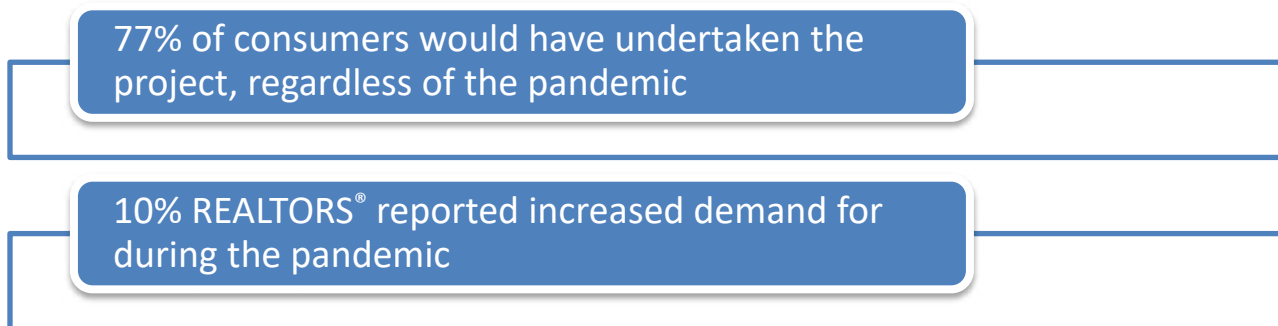 77% of consumers would have undertaken the
project, regardless of the pandemic
10% REALTORS® reported increased demand for
during the pandemic